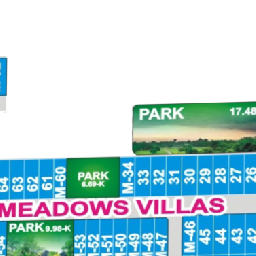 PARK 17.48
64 63 62 61 M-60 PARK 6.69-K M-34 33 32 31 30 29 28 27 26
MEADOWS VILLAS
PARK 9.98-K 53 52 51 50 49 48 M-47 M-46 45 44 43 42